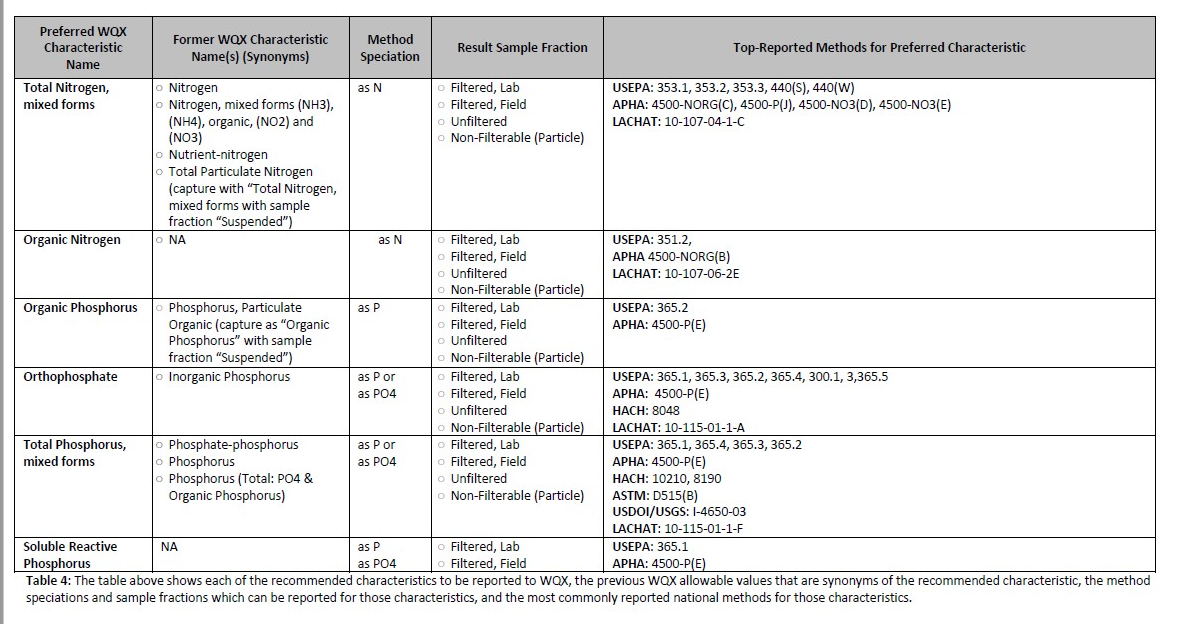 Preferred WQX
Characteristic
Name
Former WQX Characteristic
Name(s) (Synonyms)
Method
Speciation
Result Sample Fraction
Top-Reported Methods for Preferred Characteristic
Total Nitrogen,
mixed forms
○ Nitrogen
○ Nitrogen, mixed forms (NH3),
(NH4), organic, (NO2) and
(NO3)
○ Nutrient-nitrogen
○ Total Particulate Nitrogen
(capture with “Total Nitrogen,
mixed forms with sample
fraction “Suspended”)
as N
○ Filtered, Lab
○ Filtered, Field
○ Unfiltered
○ Non-Filterable (Particle)
USEPA: 353.1, 353.2, 353.3, 440(S), 440(W)
APHA: 4500-NORG(C), 4500-P(J), 4500-NO3(D), 4500-NO3(E)
LACHAT: 10-107-04-1-C
Organic Nitrogen
○ NA
as N
○ Filtered, Lab
○ Filtered, Field
○ Unfiltered
○ Non-Filterable (Particle)
USEPA: 351.2,
APHA 4500-NORG(B)
LACHAT: 10-107-06-2E
Organic Phosphorus
○ Phosphorus, Particulate
Organic (capture as “Organic
Phosphorus” with sample
fraction “Suspended”)
as P
○ Filtered, Lab
○ Filtered, Field
○ Unfiltered
○ Non-Filterable (Particle)
USEPA: 365.2
APHA: 4500-P(E)
Orthophosphate
○ Inorganic Phosphorus
as P or
as PO4
○ Filtered, Lab
○ Filtered, Field
○ Unfiltered
○ Non-Filterable (Particle)
USEPA: 365.1, 365.3, 365.2, 365.4, 300.1, 3,365.5
APHA: 4500-P(E)
HACH: 8048
LACHAT: 10-115-01-1-A
Total Phosphorus,
mixed forms
○ Phosphate-phosphorus
○ Phosphorus
○ Phosphorus (Total: PO4 &
Organic Phosphorus)
as P or
as PO4
○ Filtered, Lab
○ Filtered, Field
○ Unfiltered
○ Non-Filterable (Particle)
USEPA: 365.1, 365.4, 365.3, 365.2
APHA: 4500-P(E)
HACH: 10210, 8190
ASTM: D515(B)
USDOI/USGS: I-4650-03
LACHAT: 10-115-01-1-F
Soluble Reactive
Phosphorus
NA
as P
as PO4
○ Filtered, Lab
○ Filtered, Field
USEPA: 365.1
APHA: 4500-P(E)
Table 4: The table above shows each of the recommended characteristics to be reported to WQX, the previous WQX allowable values that are synonyms of the recommended characteristic, the method
speciations and sample fractions which can be reported for those characteristics, and the most commonly reported national methods for those characteristics.